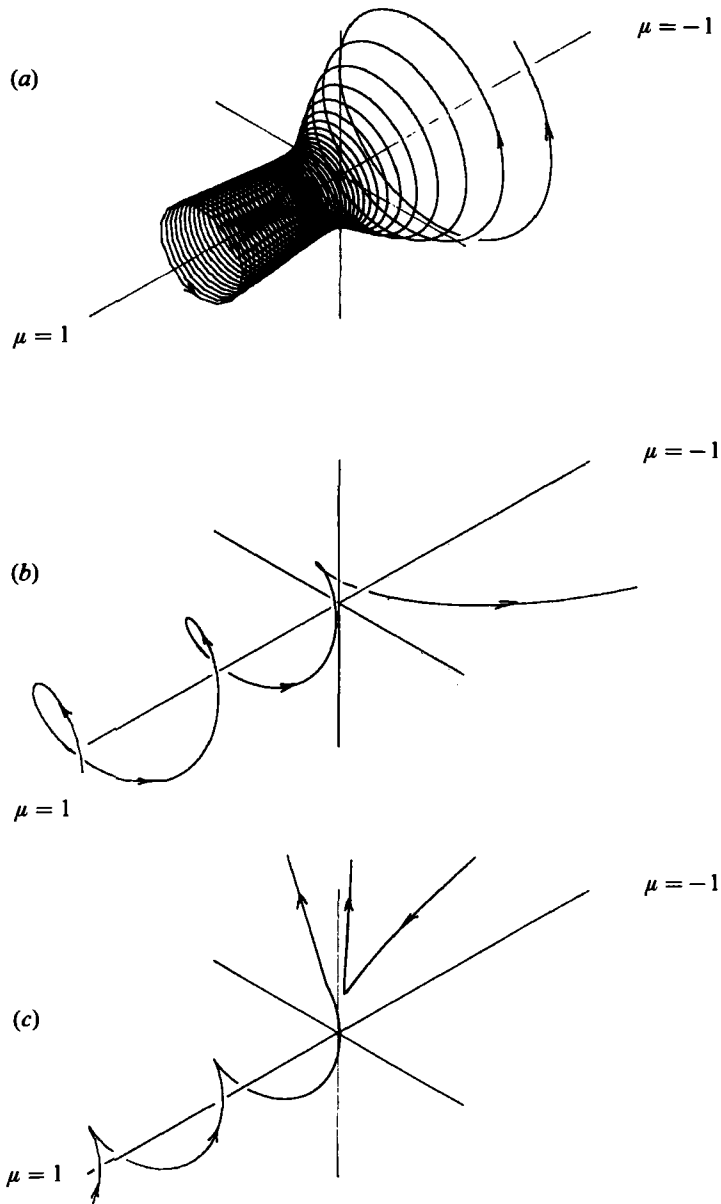 μ = −1
(a)
μ = 1
μ = −1
(b)
μ = 1
μ = −1
(c)
μ = 1